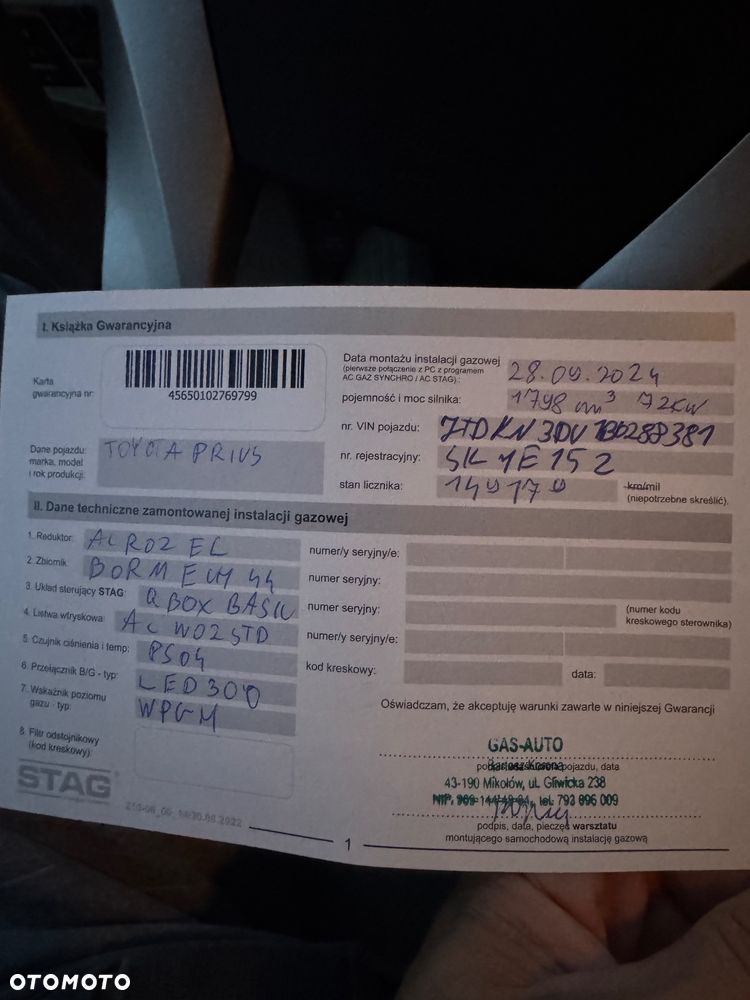 I. Książka Gwarancyjna
Karta
gwarancyjna nr:
45650102769799
Data montażu instalacji gazowej
(pierwsze połączenie z PC z programem
AC GAZ SYNCHRO / AC STAG):
28.09.2024
pojemność i moc silnika:
1798 cm³ 72kW
nr. VIN pojazdu:
Dane pojazdu:
marka, model
i rok produkcji:
TOYOTA PRIUS
nr. rejestracyjny:
stan licznika:
km/mil
(niepotrzebne skreślić).
II. Dane techniczne zamontowanej instalacji gazowej
1. Reduktor:
AC R02 EL
numer/y seryjny/e:
2. Zbiornik:
BORMECH 44
numer seryjny:
3. Układ sterujący STAG:
QBOX BASIC
numer seryjny:
(numer kodu
kreskowego sterownika)
4. Listwa wtryskowa:
AC W02 STD
numer/y seryjny/e:
5. Czujnik ciśnienia i temp:
PS04
kod kreskowy:
data:
6. Przełącznik B/G - typ:
LED300
7. Wskaźnik poziomu
gazu - typ:
WPGM
8. Filtr odstojnikowy
(kod kreskowy):
Oświadczam, że akceptuję warunki zawarte w niniejszej Gwarancji
GAS-AUTO
pojazdu, data
43-190 Mikołów, ul. Gliwicka 238
tel. 793 896 009
podpis, data, pieczęć warsztatu
montującego samochodową instalację gazową
STAG
1
OTOMOTO